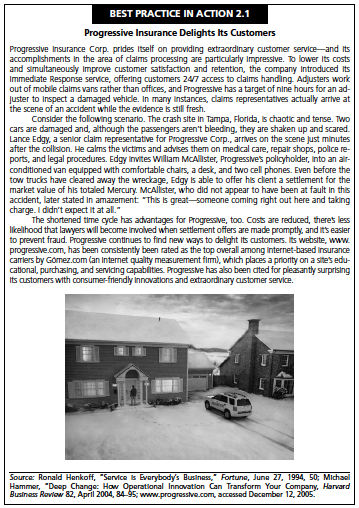 BEST PRACTICE IN ACTION 2.1
Progressive Insurance Delights Its Customers
Progressive Insurance Corp. prides itself on providing extraordinary customer service—and its
accomplishments in the area of claims processing are particularly impressive. To lower its costs
and simultaneously improve customer satisfaction and retention, the company introduced its
Immediate Response service, offering customers 24/7 access to claims handling. Adjusters work
out of mobile claims vans rather than offices, and Progressive has a target of nine hours for an ad-
juster to inspect a damaged vehicle. In many instances, claims representatives actually arrive at
the scene of an accident while the evidence is still fresh.
Consider the following scenario. The crash site in Tampa, Florida, is chaotic and tense. Two
cars are damaged and, although the passengers aren't bleeding, they are shaken up and scared.
Lance Edgy, a senior claim representative for Progressive Corp., arrives on the scene just minutes
after the collision. He calms the victims and advises them on medical care, repair shops, police re-
ports, and legal procedures. Edgy invites William McAllister, Progressive's policyholder, into an air-
conditioned van equipped with comfortable chairs, a desk, and two cell phones. Even before the
tow trucks have cleared away the wreckage, Edgy is able to offer his client a settlement for the
market value of his totaled Mercury. McAllister, who did not appear to have been at fault in this
accident, later stated in amazement: "This is great—someone coming right out here and taking
charge. I didn't expect it at all."
The shortened time cycle has advantages for Progressive, too. Costs are reduced, there's less
likelihood that lawyers will become involved when settlement offers are made promptly, and it's easier
to prevent fraud. Progressive continues to find new ways to delight its customers. Its website, www.
progressive.com, has been consistently been rated as the top overall among Internet-based insurance
carriers by Gómez.com (an Internet quality measurement firm), which places a priority on a site's edu-
cational, purchasing, and servicing capabilities. Progressive has also been cited for pleasantly surprising
its customers with consumer-friendly innovations and extraordinary customer service.
Source: Ronald Henkoff, "Service is Everybody's Business," Fortune, June 27, 1994, 50; Michael
Hammer, "Deep Change: How Operational Innovation Can Transform Your Company, Harvard
Business Review 82, April 2004, 84–95; www.progressive.com, accessed December 12, 2005.